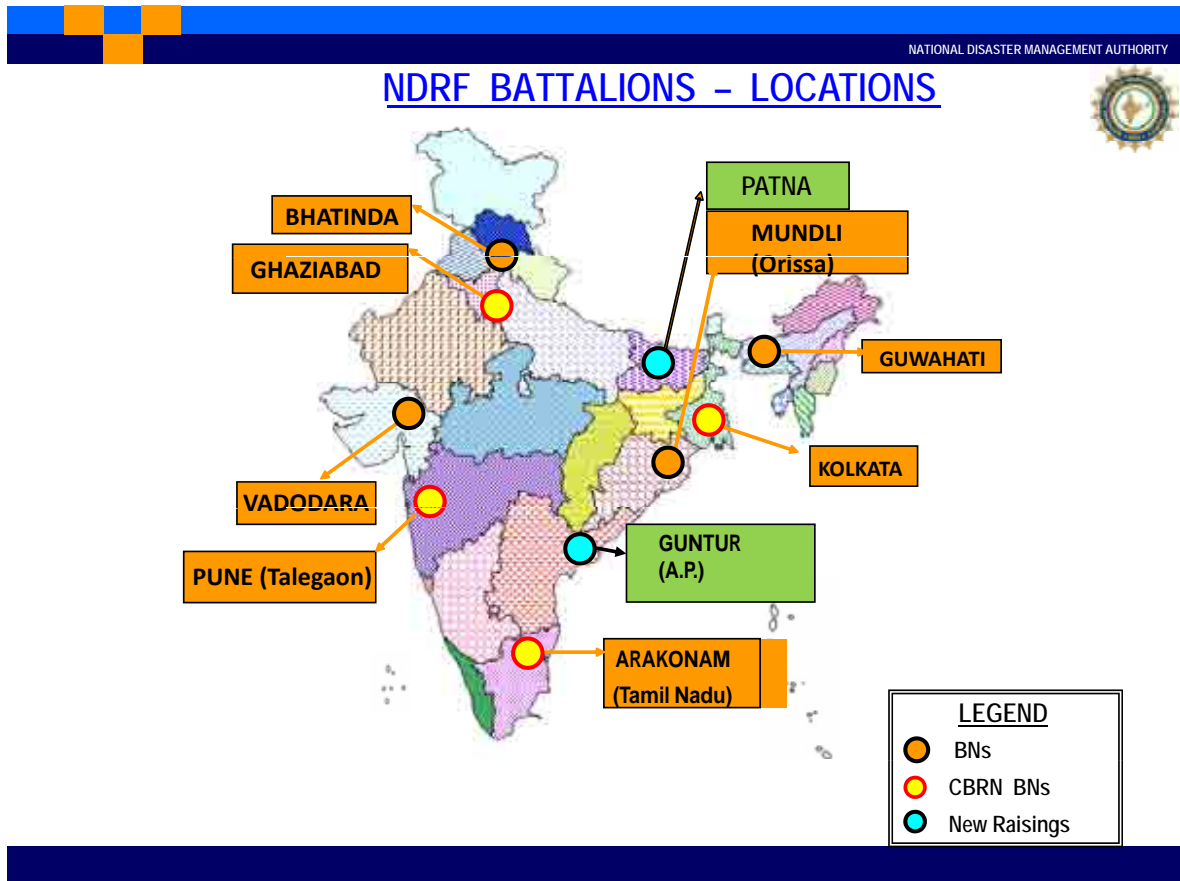 NATIONAL DISASTER MANAGEMENT AUTHORITY
NDRF BATTALIONS – LOCATIONS
PATNA
BHATINDA
MUNDLI
(Orissa)
GHAZIABAD
GUWAHATI
KOLKATA
VADODARA
GUNTUR
(A.P.)
PUNE (Talegaon)
ARAKONAM
(Tamil Nadu)
LEGEND
BNs
CBRN BNs
New Raisings